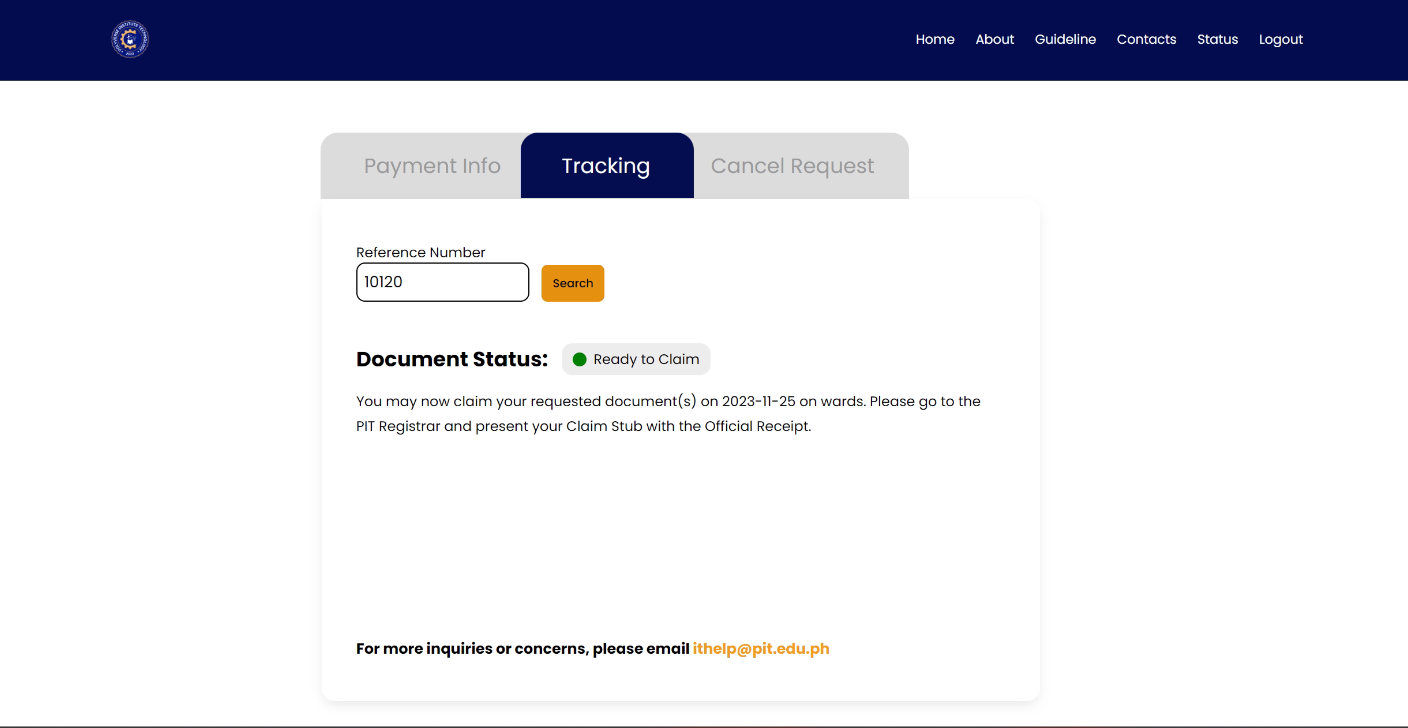 Home About Guideline Contacts Status Logout
Payment Info Tracking Cancel Request
Reference Number
10120 Search
Document Status: Ready to Claim
You may now claim your requested document(s) on 2023-11-25 on wards. Please go to the
PIT Registrar and present your Claim Stub with the Official Receipt.
For more inquiries or concerns, please email ithelp@pit.edu.ph